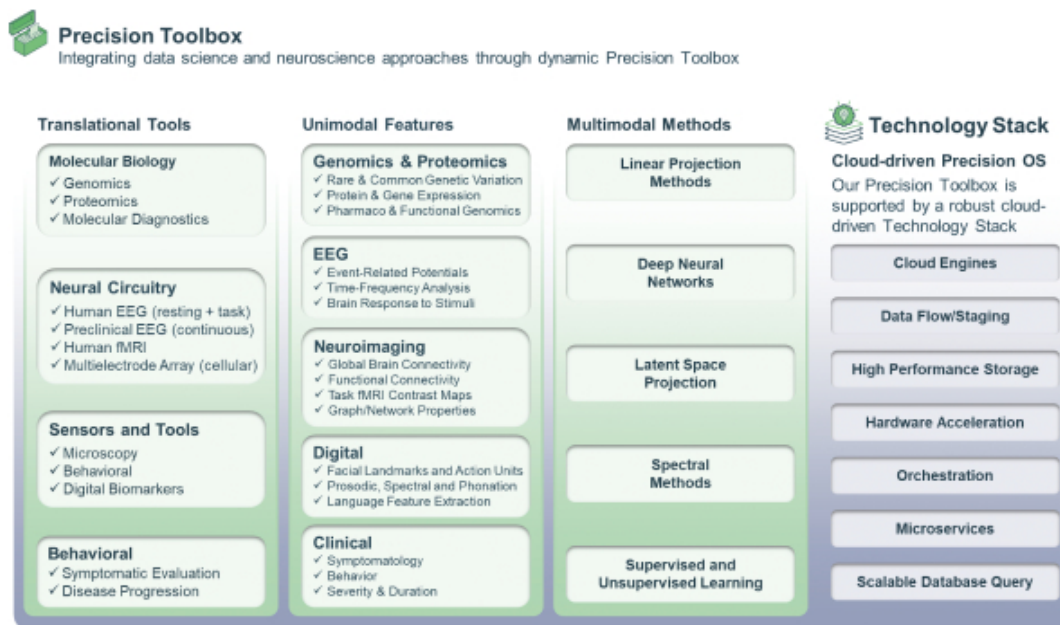 Precision Toolbox
Integrating data science and neuroscience approaches through dynamic Precision Toolbox
Translational Tools
Molecular Biology
✓ Genomics
✓ Proteomics
✓ Molecular Diagnostics
Neural Circuitry
✓ Human EEG (resting + task)
✓ Preclinical EEG (continuous)
✓ Human fMRI
✓ Multielectrode Array (cellular)
Sensors and Tools
✓ Microscopy
✓ Behavioral
✓ Digital Biomarkers
Behavioral
✓ Symptomatic Evaluation
✓ Disease Progression
Unimodal Features
Genomics & Proteomics
✓ Rare & Common Genetic Variation
✓ Protein & Gene Expression
✓ Pharmaco & Functional Genomics
EEG
✓ Event-Related Potentials
✓ Time-Frequency Analysis
✓ Brain Response to Stimuli
Neuroimaging
✓ Global Brain Connectivity
✓ Functional Connectivity
✓ Task fMRI Contrast Maps
✓ Graph/Network Properties
Digital
✓ Facial Landmarks and Action Units
✓ Prosodic, Spectral and Phonation
✓ Language Feature Extraction
Clinical
✓ Symptomatology
✓ Behavior
✓ Severity & Duration
Multimodal Methods
Linear Projection
Methods
Deep Neural
Networks
Latent Space
Projection
Spectral
Methods
Supervised and
Unsupervised Learning
Technology Stack
Cloud-driven Precision OS
Our Precision Toolbox is
supported by a robust cloud-
driven Technology Stack
Cloud Engines
Data Flow/Staging
High Performance Storage
Hardware Acceleration
Orchestration
Microservices
Scalable Database Query